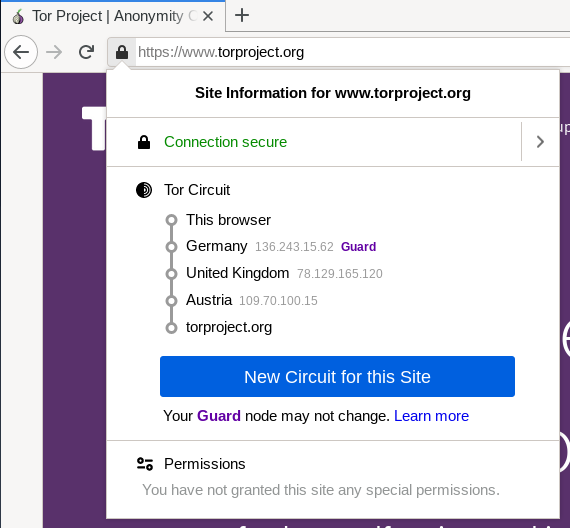 Tor Project | Anonymity
https://www.torproject.org
Site Information for www.torproject.org
Connection secure
Tor Circuit
This browser
Germany 136.243.15.62 Guard
United Kingdom 78.129.165.120
Austria 109.70.100.15
torproject.org
New Circuit for this Site
Your Guard node may not change. Learn more
Permissions
You have not granted this site any special permissions.